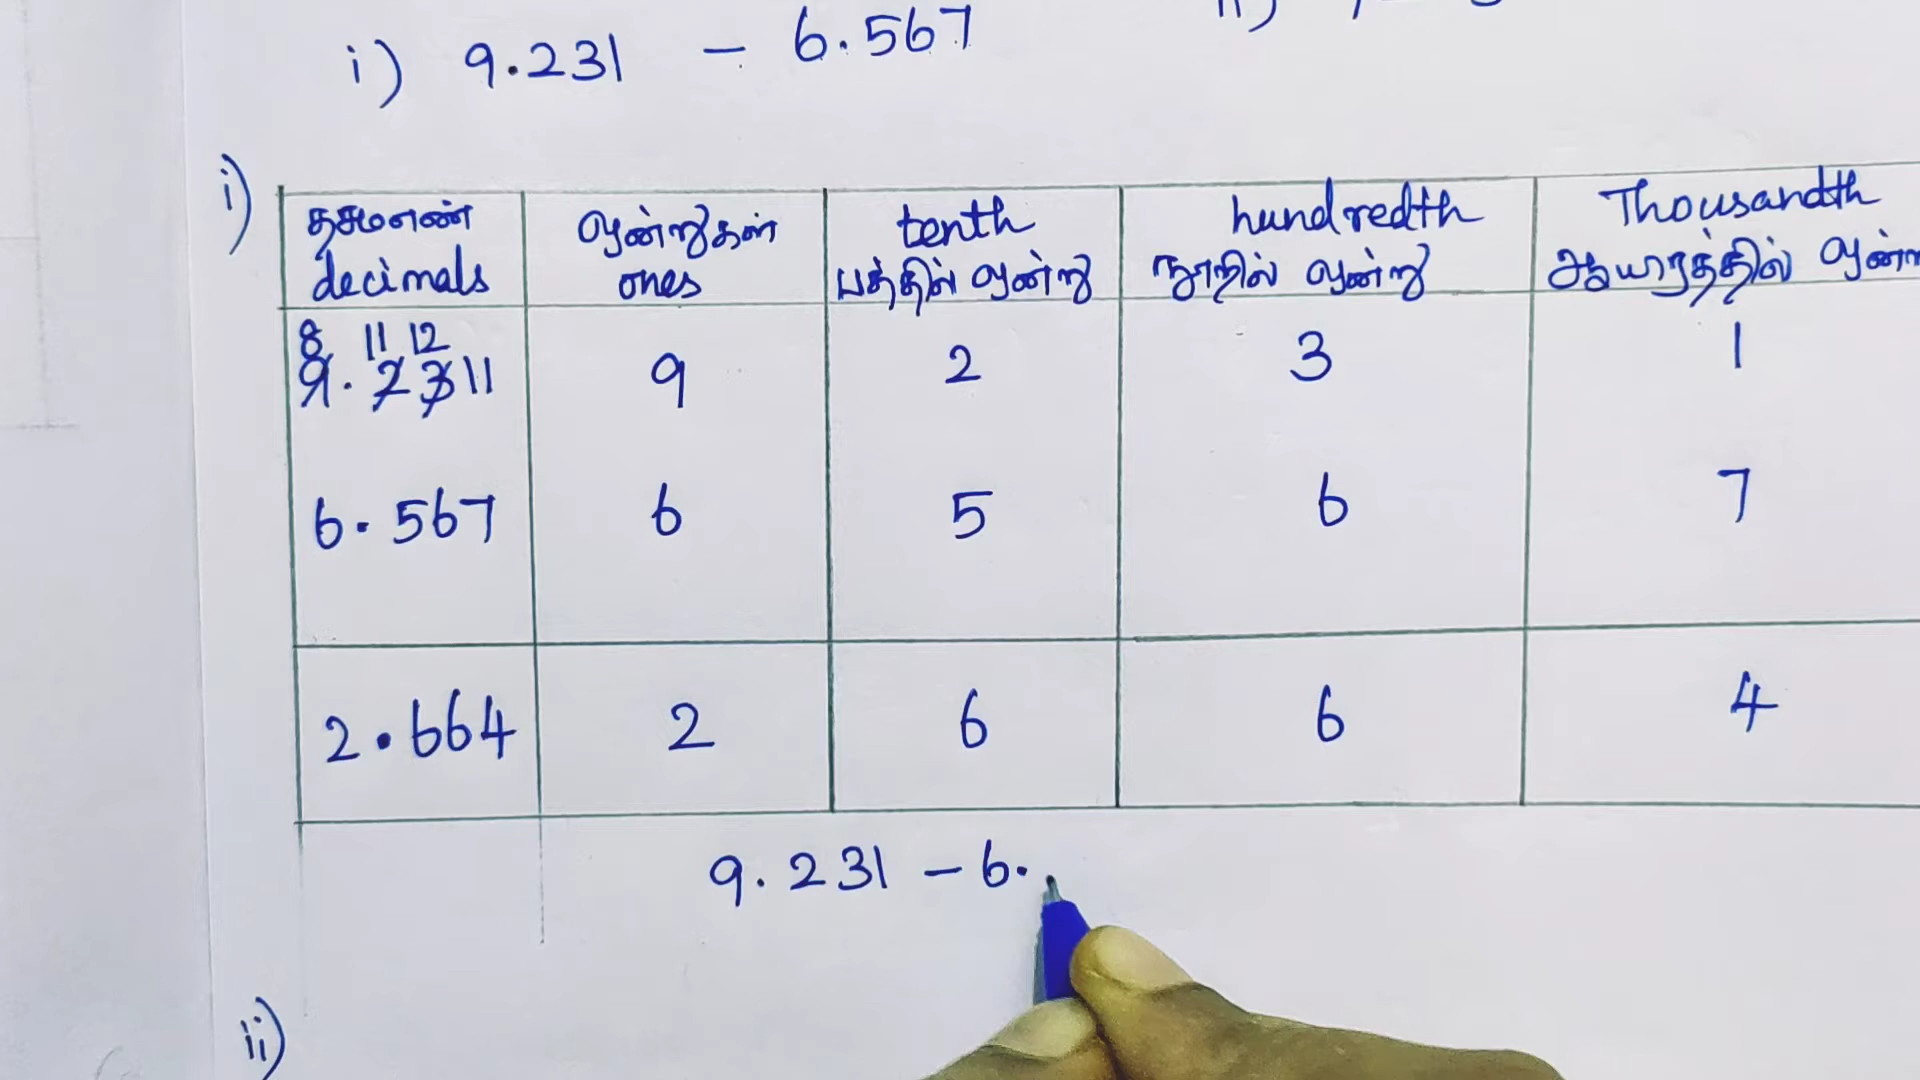 i) 9.231 - 6.567
ii)
i)
தசமஎண் ஒன்றுகள் tenth hundredth Thousandth
decimals ones பத்தில் ஒன்று நூறில் ஒன்று ஆயிரத்தில்
8 11 12
9.2311 9 2 3 1
6.567 6 5 6 7
2.664 2 6 6 4
9.231 - 6.
ii)